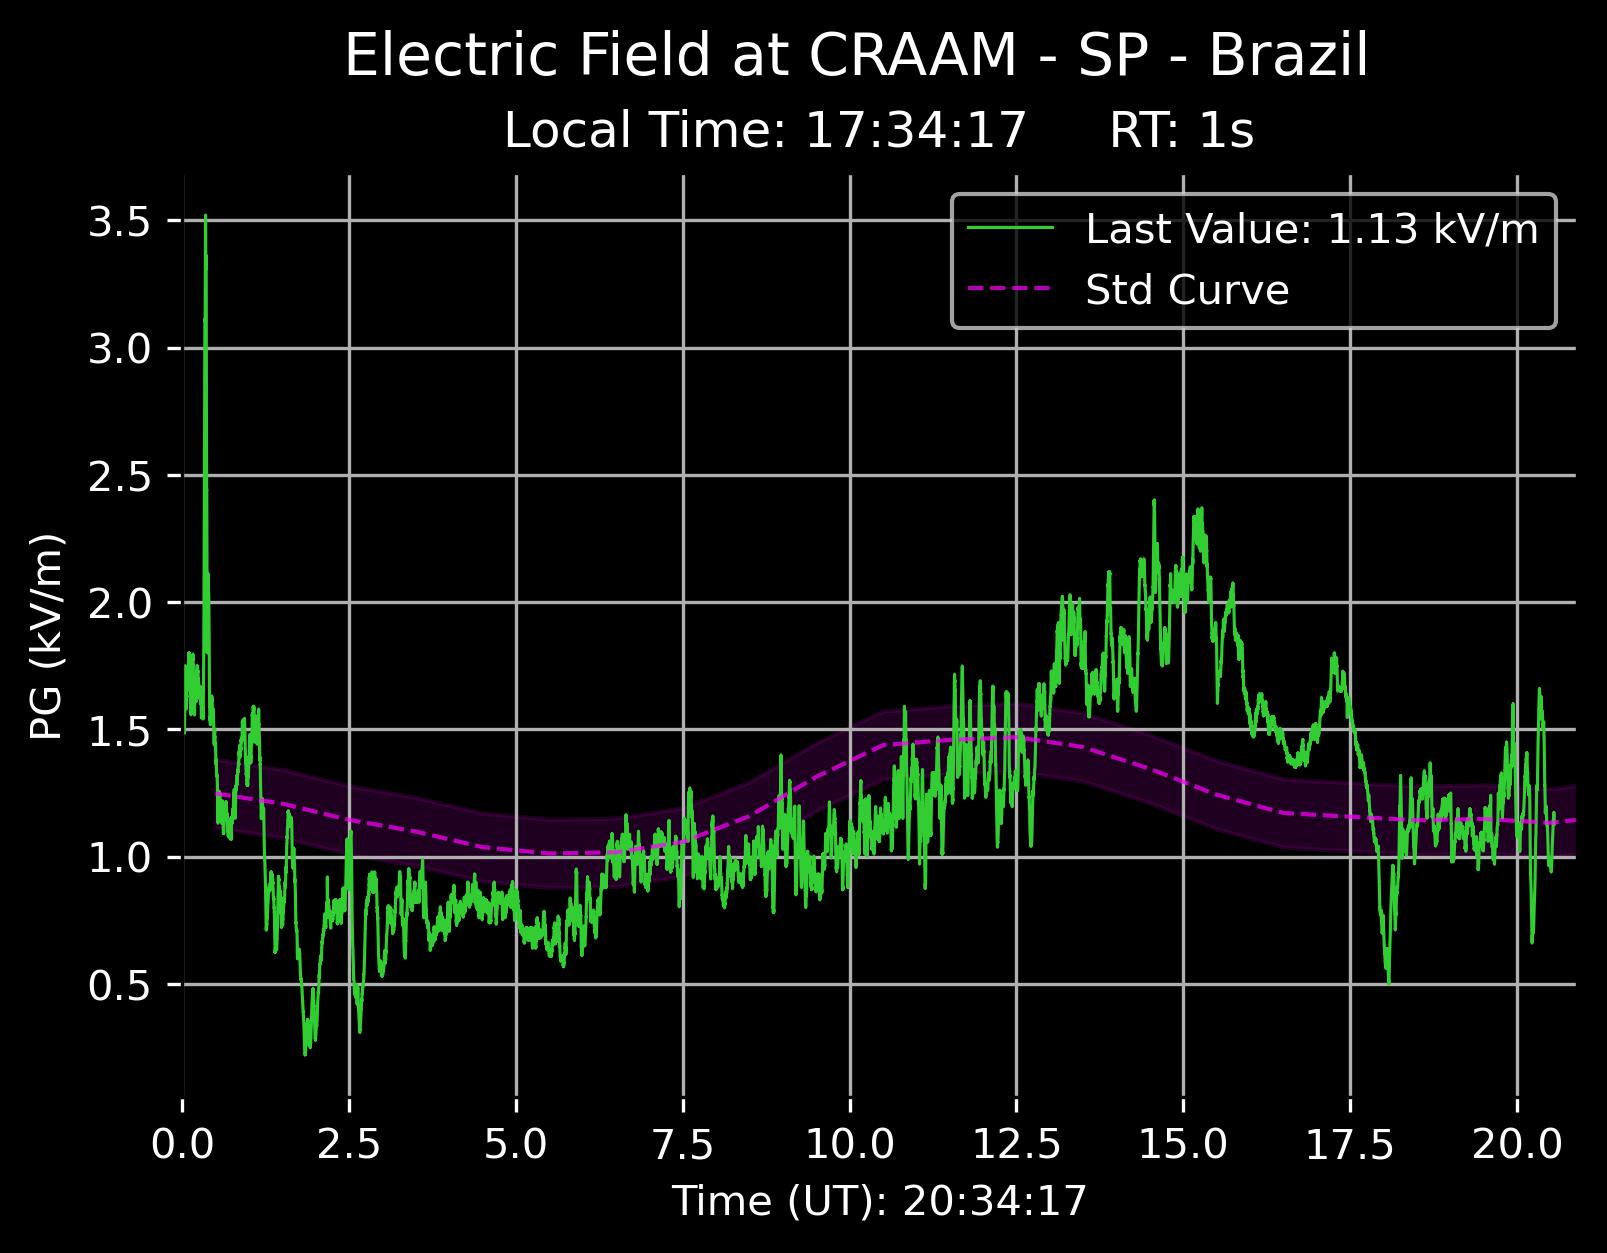 Electric Field at CRAAM - SP - Brazil
Local Time: 17:34:17 RT: 1s
Last Value: 1.13 kV/m
Std Curve
PG (kV/m)
3.5
3.0
2.5
2.0
1.5
1.0
0.5
0.0 2.5 5.0 7.5 10.0 12.5 15.0 17.5 20.0
Time (UT): 20:34:17